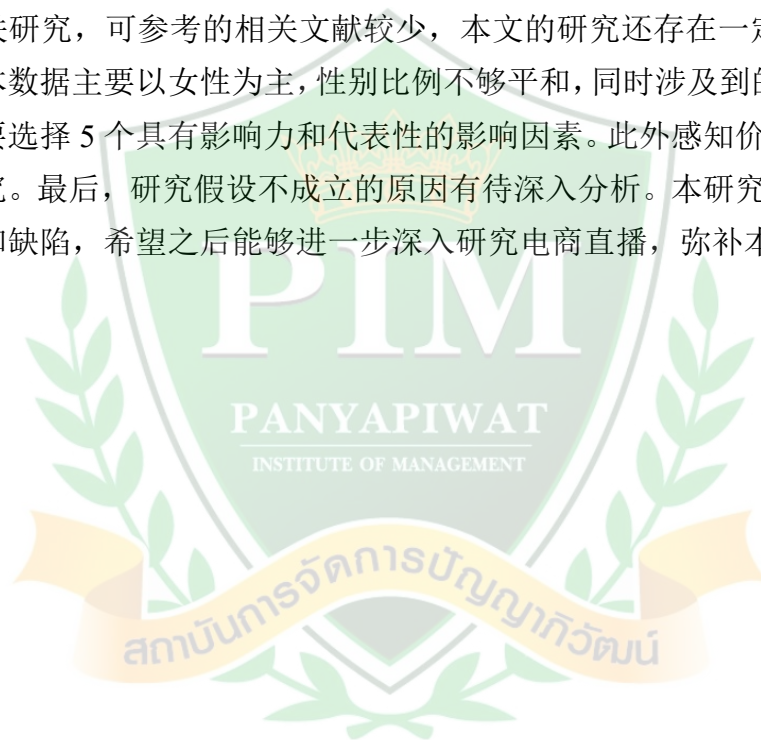 关研究，可参考的相关文献较少，本文的研究还存在一定
本数据主要以女性为主，性别比例不够平和，同时涉及到的
要选择 5 个具有影响力和代表性的影响因素。此外感知价
究。最后，研究假设不成立的原因有待深入分析。本研究
和缺陷，希望之后能够进一步深入研究电商直播，弥补本
PIM
PANYAPIWAT
INSTITUTE OF MANAGEMENT
สถาบันการจัดการปัญญาภิวัฒน์